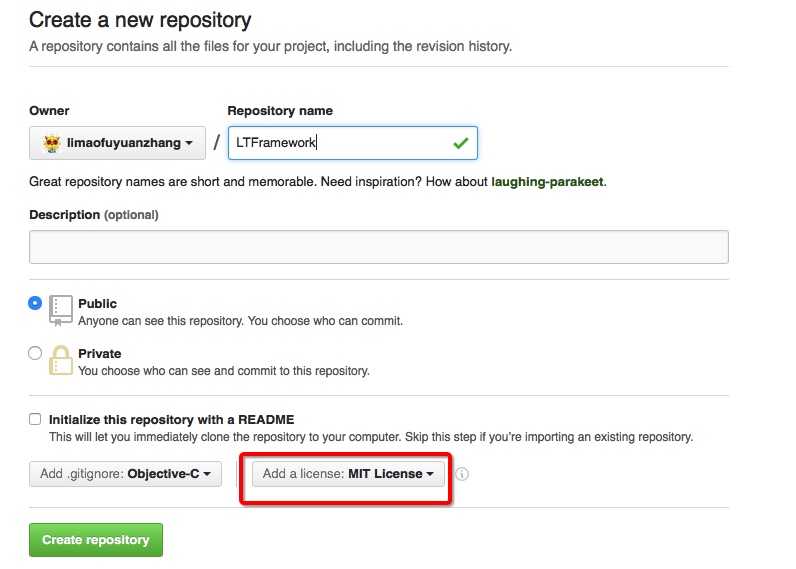 Create a new repository
A repository contains all the files for your project, including the revision history.
Owner
Repository name
limaofuyuanzhang / LTFramework
Great repository names are short and memorable. Need inspiration? How about laughing-parakeet.
Description (optional)
Public
Anyone can see this repository. You choose who can commit.
Private
You choose who can see and commit to this repository.
Initialize this repository with a README
This will let you immediately clone the repository to your computer. Skip this step if you're importing an existing repository.
Add .gitignore: Objective-C
Add a license: MIT License
Create repository